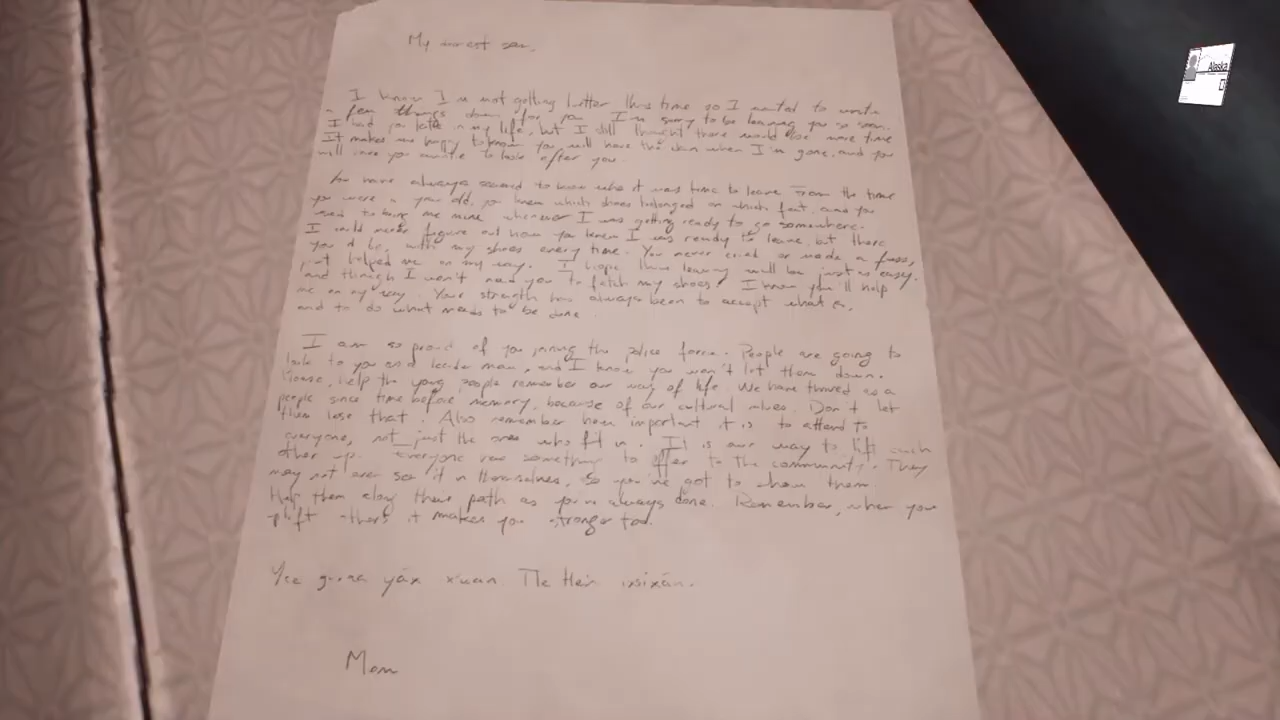 My dearest son,
I know I'm not getting better this time so I wanted to write
a few things down for you. I'm sorry to be leaving you so soon.
I had you late in my life, but I still thought there would be more time
It makes me happy to know you will have the clan when I'm gone, and you
will have you auntie to look after you.
You have always seemed to know when it was time to leave. From the time
you were a year old, you knew which shoes belonged on which feet, and you
used to bring me mine whenever I was getting ready to go somewhere.
I could never figure out how you knew I was ready to leave, but there
you'd be, with my shoes every time. You never cried or made a fuss,
just helped me on my way. I hope this leaving will be just as easy.
and though I won't need you to fetch my shoes, I know you'll help
me on my way. Your strength has always been to accept what is,
and to do what needs to be done.
I am so proud of you joining the police force. People are going to
look to you and, and I know you won't let them down.
Please, help the young people remember our way of life. We have thrived as a
people since time before memory, because of our cultural values. Don't let
them lose that. Also remember how important it is to attend to
everyone, not just the ones who fit in. It is our way to lift each
other up. Everyone has something to offer to the community. They
may not ever see it in themselves, so you've got to show them.
Help them along their path as you've always done. Remember, when you
uplift others it makes you stronger too.
yáx x'wan. Tle
Mom
Alaska